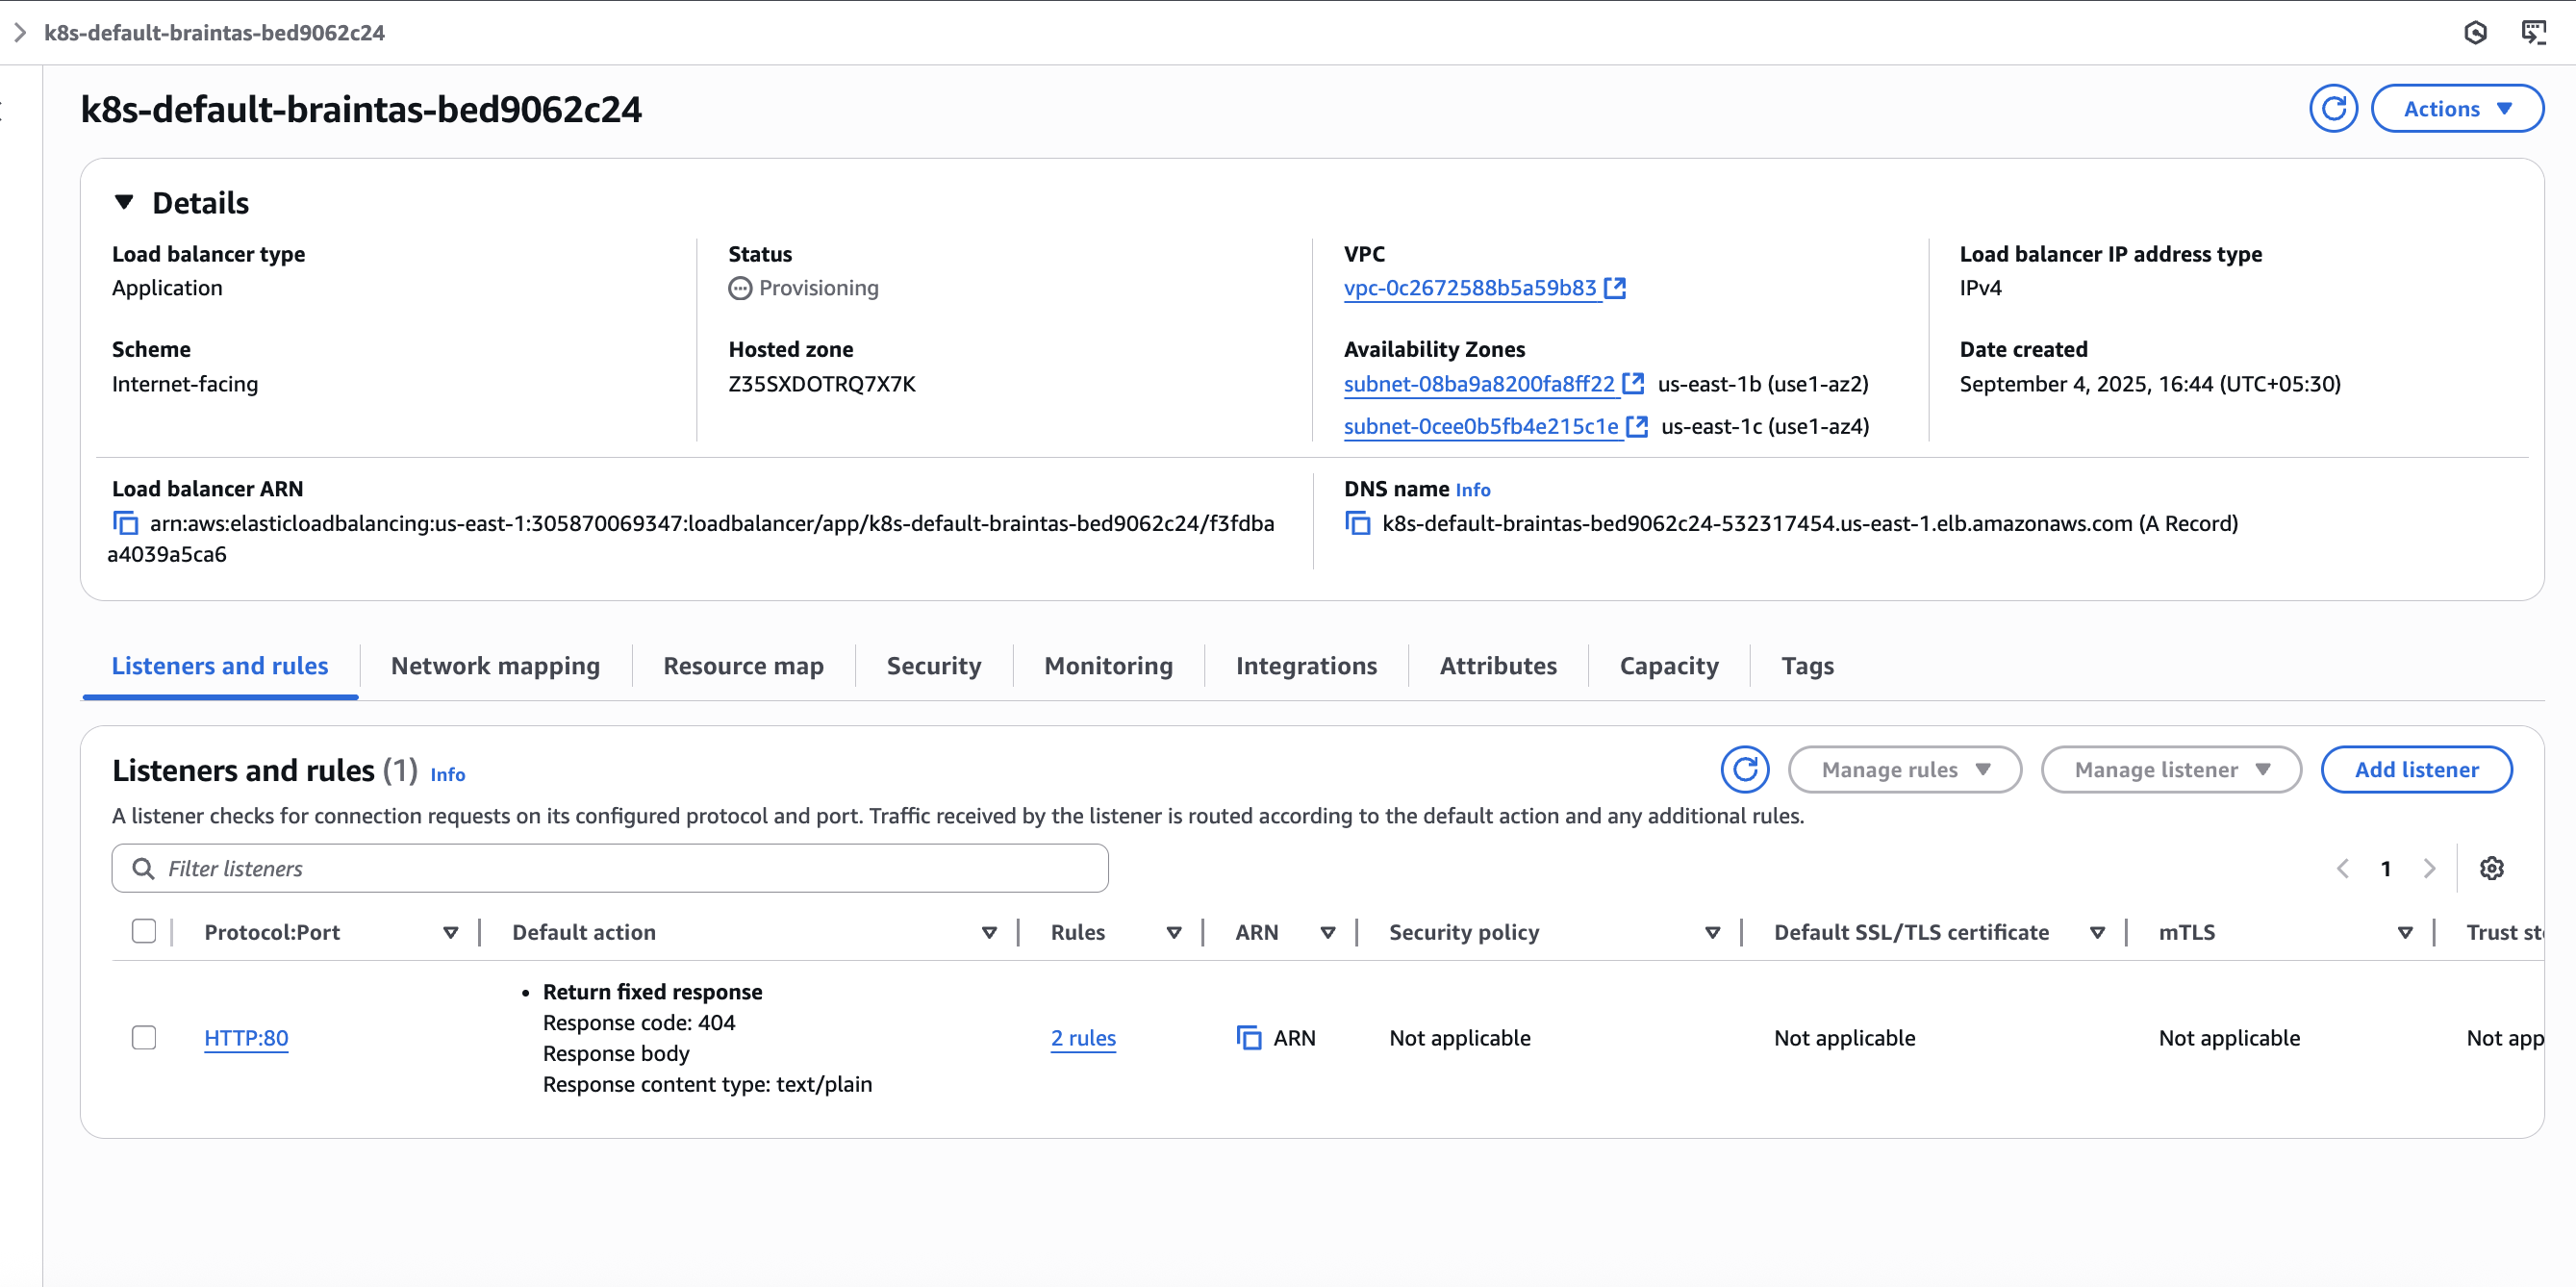 k8s-default-braintas-bed9062c24
k8s-default-braintas-bed9062c24
Actions
Details
Load balancer type
Application
Status
Provisioning
VPC
vpc-0c2672588b5a59b83
Load balancer IP address type
IPv4
Scheme
Internet-facing
Hosted zone
Z35SXDOTRQ7X7K
Availability Zones
subnet-08ba9a8200fa8ff22 us-east-1b (use1-az2)
subnet-0cee0b5fb4e215c1e us-east-1c (use1-az4)
Date created
September 4, 2025, 16:44 (UTC+05:30)
Load balancer ARN
arn:aws:elasticloadbalancing:us-east-1:305870069347:loadbalancer/app/k8s-default-braintas-bed9062c24/f3fdba
a4039a5ca6
DNS name Info
k8s-default-braintas-bed9062c24-532317454.us-east-1.elb.amazonaws.com (A Record)
Listeners and rules
Network mapping
Resource map
Security
Monitoring
Integrations
Attributes
Capacity
Tags
Listeners and rules (1) Info
Manage rules
Manage listener
Add listener
A listener checks for connection requests on its configured protocol and port. Traffic received by the listener is routed according to the default action and any additional rules.
Filter listeners
1
Protocol:Port
Default action
Rules
ARN
Security policy
Default SSL/TLS certificate
mTLS
Trust st
HTTP:80
• Return fixed response
Response code: 404
Response body
Response content type: text/plain
2 rules
ARN
Not applicable
Not applicable
Not applicable
Not app